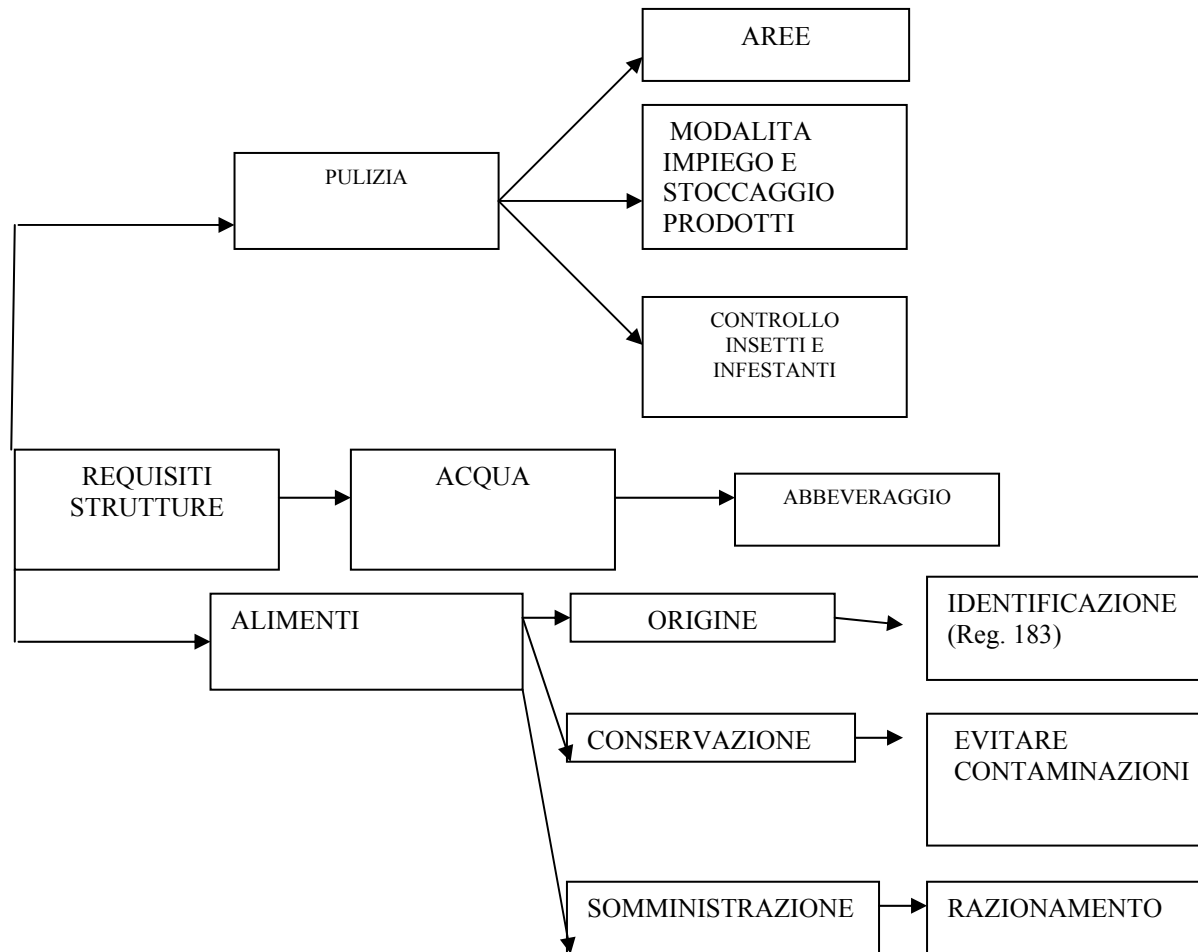 AREE
MODALITA
IMPIEGO E
STOCCAGGIO
PRODOTTI
PULIZIA
CONTROLLO
INSETTI E
INFESTANTI
REQUISITI
STRUTTURE
ACQUA
ABBEVERAGGIO
ALIMENTI
ORIGINE
IDENTIFICAZIONE
(Reg. 183)
CONSERVAZIONE
EVITARE
CONTAMINAZIONI
SOMMINISTRAZIONE
RAZIONAMENTO